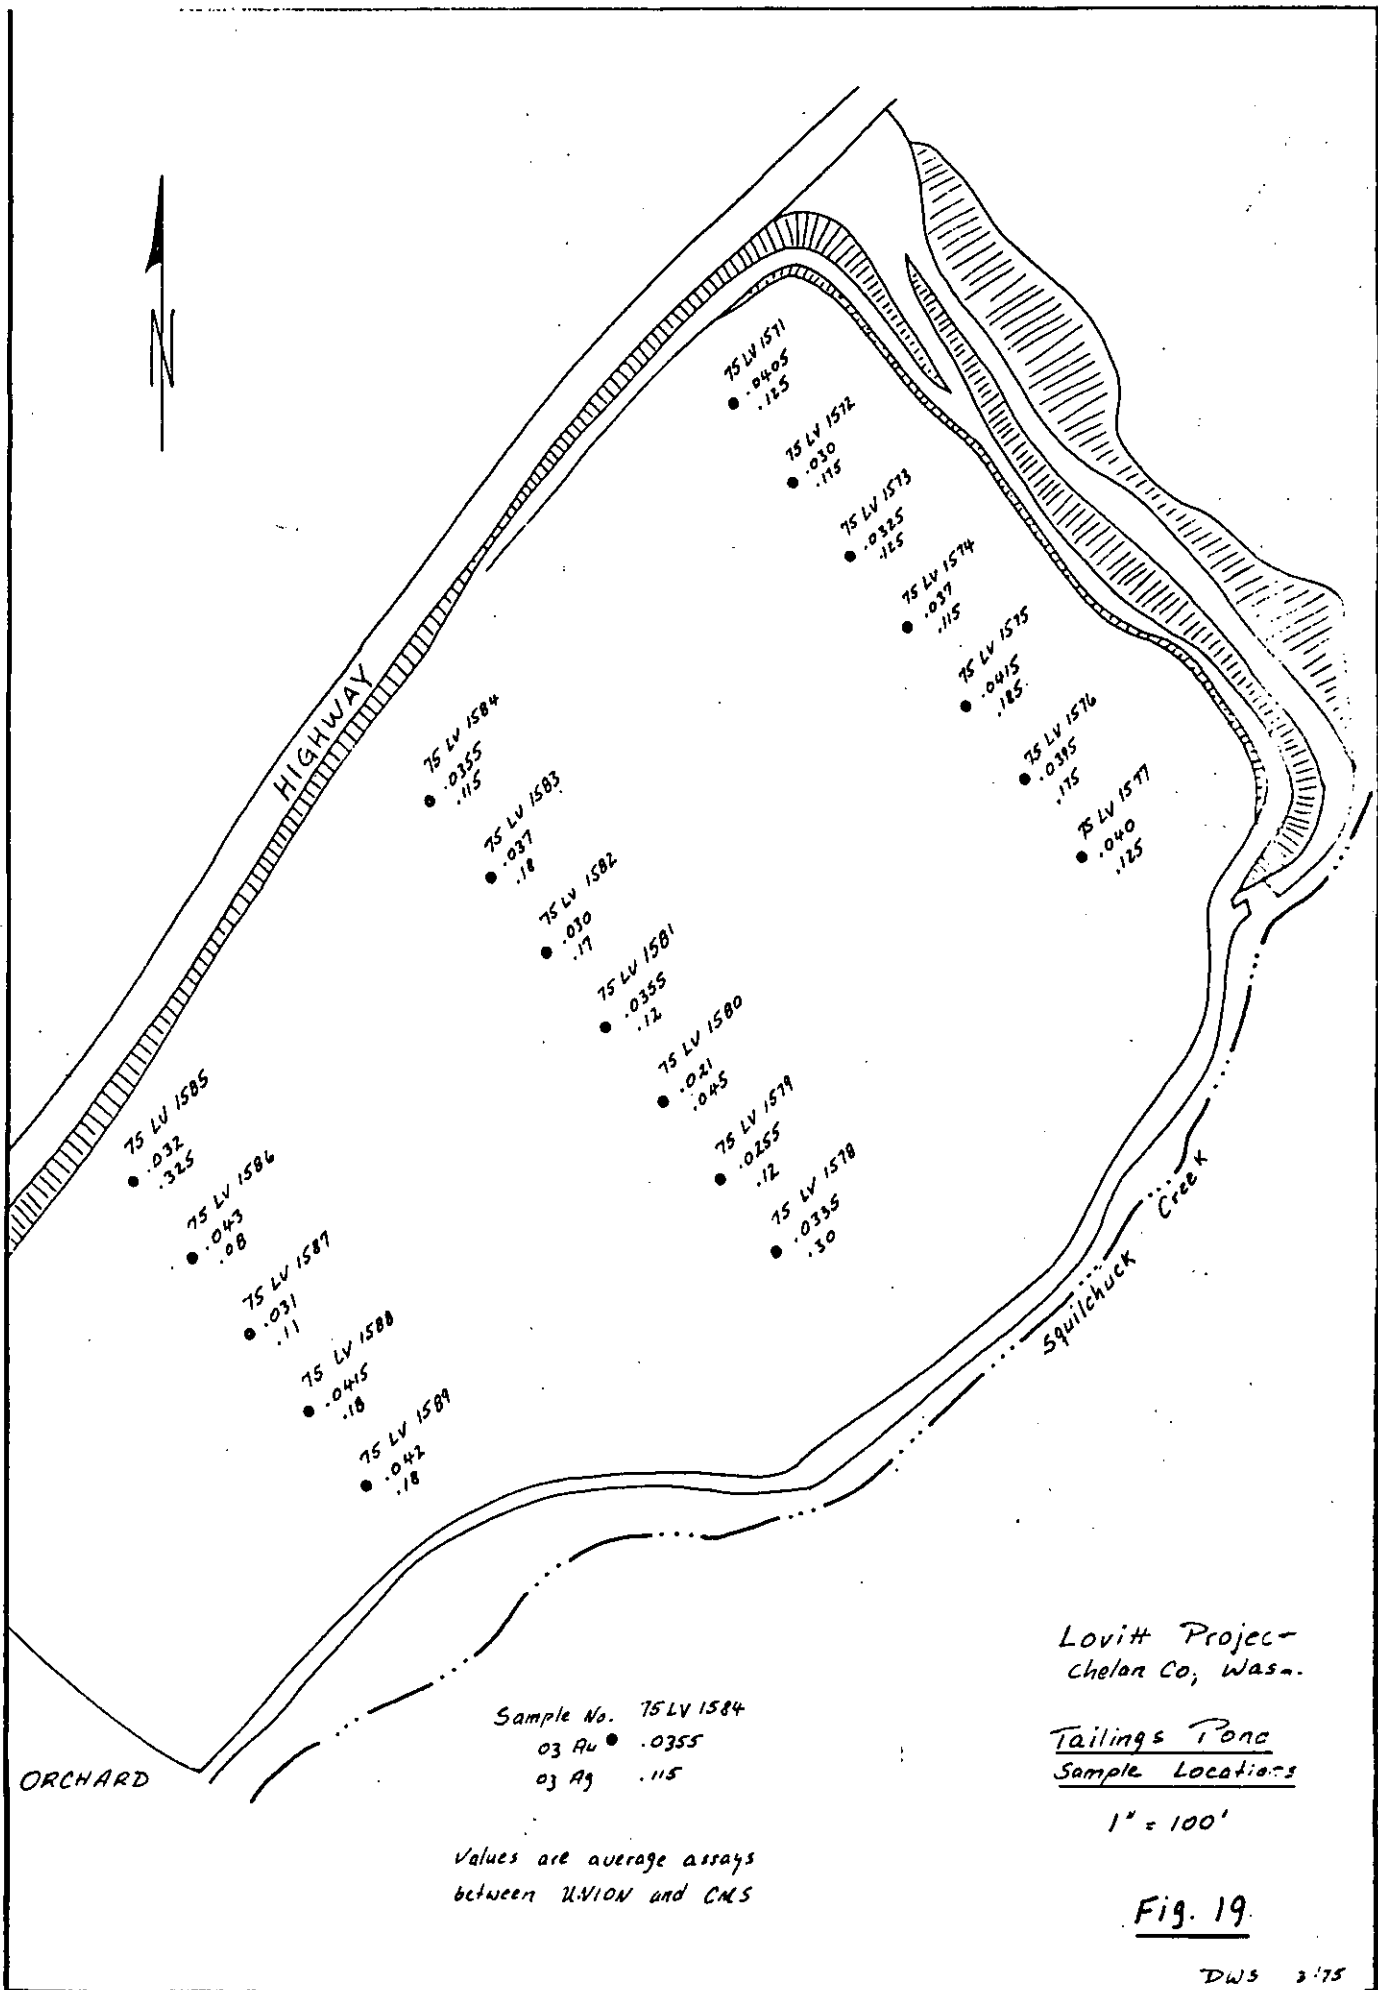 N
HIGHWAY
75 LV 1571
.0405
.125
75 LV 1572
.030
.175
75 LV 1573
.0325
.125
75 LV 1574
.037
.115
75 LV 1575
.0415
.185
75 LV 1576
.0395
.175
75 LV 1577
.040
.125
75 LV 1584
.0355
.115
75 LV 1583
.037
.18
75 LV 1582
.030
.17
75 LV 1581
.0355
.12
75 LV 1580
.021
.045
75 LV 1579
.0255
.12
75 LV 1578
.0335
.30
75 LV 1585
.032
.325
75 LV 1586
.043
.08
75 LV 1587
.031
.11
75 LV 1588
.0415
.18
75 LV 1589
.042
.18
Squilchuck Creek
ORCHARD
Sample No. 75 LV 1584
03 Au .0355
03 Ag .115
Values are average assays
between UNION and CMS
Lovitt Projec
Chelan Co, Was
Tailings Pond
Sample Locations
1" = 100'
Fig. 19
DWS 3'75